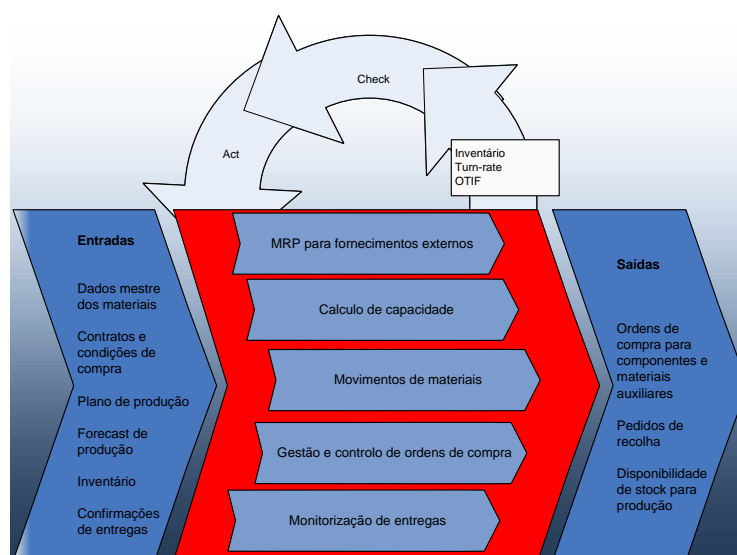 Check
Act
Inventário
Turn-rate
OTIF
Entradas
Dados mestre
dos materiais
Contratos e
condições de
compra
Plano de produção
Forecast de
produção
Inventário
Confirmações
de entregas
MRP para fornecimentos externos
Calculo de capacidade
Movimentos de materiais
Gestão e controlo de ordens de compra
Monitorização de entregas
Saídas
Ordens de
compra para
componentes e
materiais
auxiliares
Pedidos de
recolha
Disponibilidade
de stock para
produção